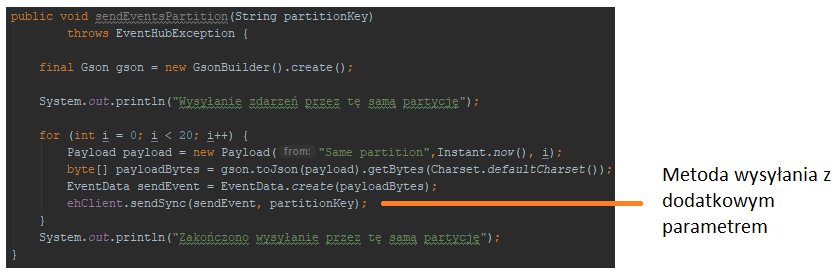 public void sendEventsPartition(String partitionKey)
throws EventHubException {
final Gson gson = new GsonBuilder().create();
System.out.println("Wysyłanie zdarzeń przez tę samą partycję");
for (int i = 0; i < 20; i++) {
Payload payload = new Payload( from: "Same partition",Instant.now(), i);
byte[] payloadBytes = gson.toJson(payload).getBytes(Charset.defaultCharset());
EventData sendEvent = EventData.create(payloadBytes);
ehClient.sendSync(sendEvent, partitionKey);
}
System.out.println("Zakończono wysyłanie przez tę samą partycję");
}
Metoda wysyłania z
dodatkowym
parametrem